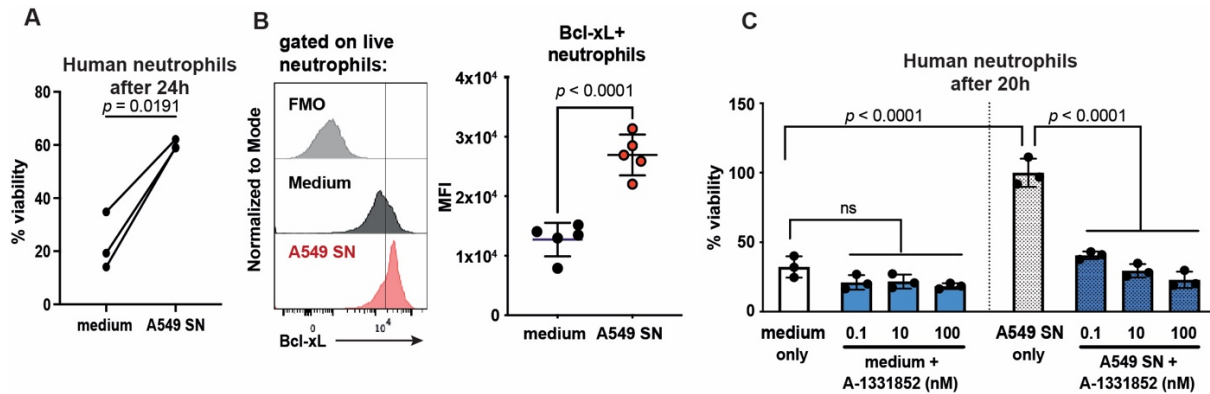 A
Human neutrophils
after 24h
p = 0.0191
80
60
40
20
0
% viability
medium A549 SN
B
gated on live
neutrophils:
FMO
Medium
A549 SN
Normalized to Mode
0 10⁴
Bcl-xL
Bcl-xL+
neutrophils
p < 0.0001
4x10⁴
3x10⁴
2x10⁴
1x10⁴
0
MFI
medium A549 SN
C
Human neutrophils
after 20h
p < 0.0001 p < 0.0001
ns
150
100
50
0
% viability
medium
only
0.1 10 100
medium +
A-1331852 (nM)
A549 SN
only
0.1 10 100
A549 SN +
A-1331852 (nM)